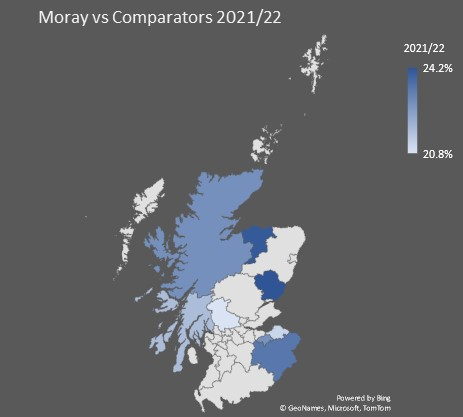 Moray vs Comparators 2021/22
2021/22
24.2%
20.8%
Powered by Bing
© GeoNames, Microsoft, TomTom